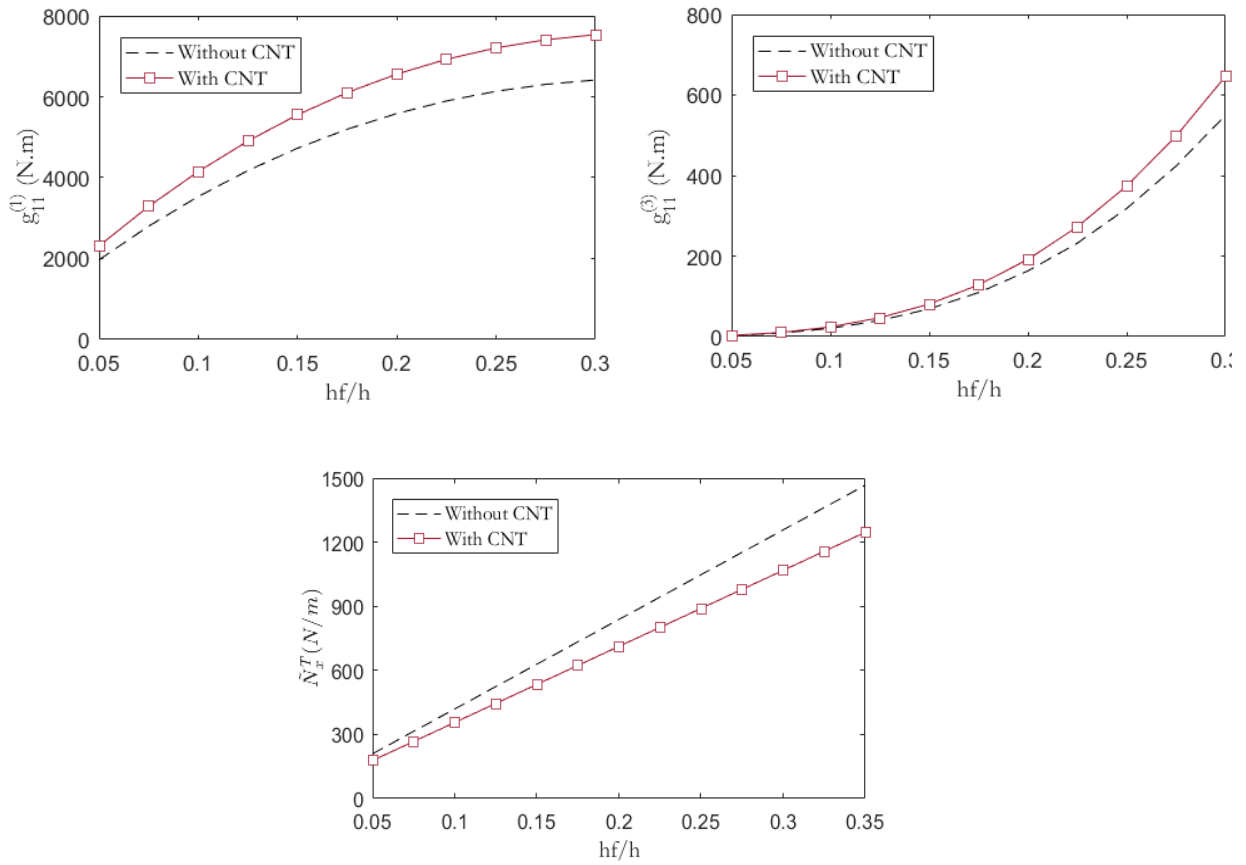 8000
6000
4000
2000
0
g11(1) (N.m)
Without CNT
With CNT
0.05 0.1 0.15 0.2 0.25 0.3
hf/h
800
600
400
200
0
g11(3) (N.m)
Without CNT
With CNT
0.05 0.1 0.15 0.2 0.25 0.3
hf/h
1500
1200
900
600
300
0
ÑxT(N/m)
Without CNT
With CNT
0.05 0.1 0.15 0.2 0.25 0.3 0.35
hf/h